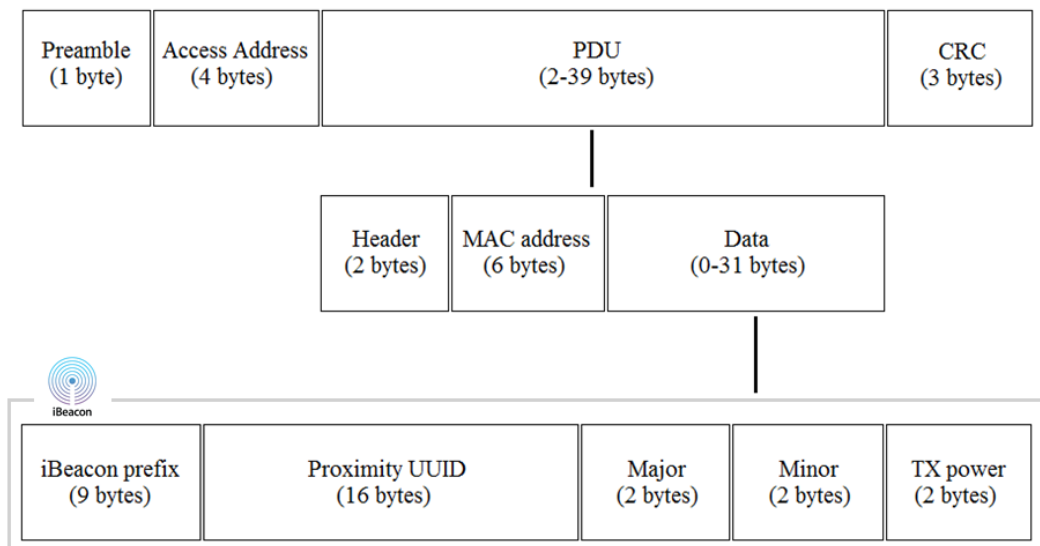 Preamble
(1 byte)
Access Address
(4 bytes)
PDU
(2-39 bytes)
CRC
(3 bytes)
Header
(2 bytes)
MAC address
(6 bytes)
Data
(0-31 bytes)
iBeacon
iBeacon prefix
(9 bytes)
Proximity UUID
(16 bytes)
Major
(2 bytes)
Minor
(2 bytes)
TX power
(2 bytes)